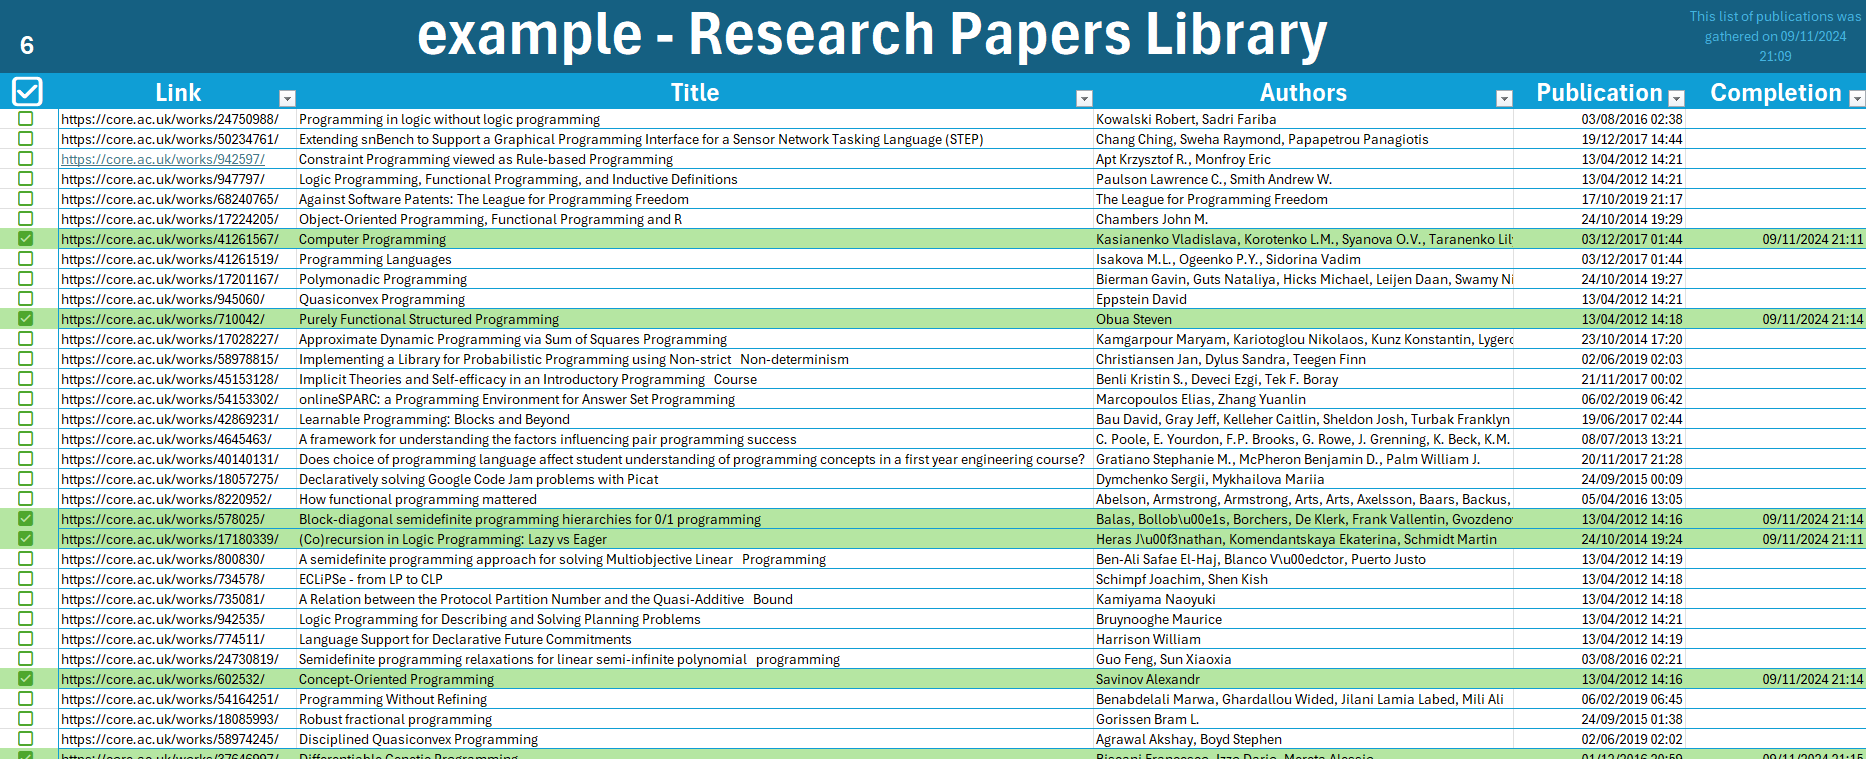 6
example - Research Papers Library
This list of publications was
gathered on 09/11/2024
21:09
Link Title Authors Publication Completion
https://core.ac.uk/works/24750988/ Programming in logic without logic programming Kowalski Robert, Sadri Fariba 03/08/2016 02:38
https://core.ac.uk/works/50234761/ Extending snBench to Support a Graphical Programming Interface for a Sensor Network Tasking Language (STEP) Chang Ching, Sweha Raymond, Papapetrou Panagiotis 19/12/2017 14:44
https://core.ac.uk/works/942597/ Constraint Programming viewed as Rule-based Programming Apt Krzysztof R., Monfroy Eric 13/04/2012 14:21
https://core.ac.uk/works/947797/ Logic Programming, Functional Programming, and Inductive Definitions Paulson Lawrence C., Smith Andrew W. 13/04/2012 14:21
https://core.ac.uk/works/68240765/ Against Software Patents: The League for Programming Freedom The League for Programming Freedom 17/10/2019 21:17
https://core.ac.uk/works/17224205/ Object-Oriented Programming, Functional Programming and R Chambers John M. 24/10/2014 19:29
https://core.ac.uk/works/41261567/ Computer Programming Kasianenko Vladislava, Korotenko L.M., Syanova O.V., Taranenko Lil 03/12/2017 01:44 09/11/2024 21:11
https://core.ac.uk/works/41261519/ Programming Languages Isakova M.L., Ogeenko P.Y., Sidorina Vadim 03/12/2017 01:44
https://core.ac.uk/works/17201167/ Polymonadic Programming Bierman Gavin, Guts Nataliya, Hicks Michael, Leijen Daan, Swamy Ni 24/10/2014 19:27
https://core.ac.uk/works/945060/ Quasiconvex Programming Eppstein David 13/04/2012 14:21
https://core.ac.uk/works/710042/ Purely Functional Structured Programming Obua Steven 13/04/2012 14:18 09/11/2024 21:14
https://core.ac.uk/works/17028227/ Approximate Dynamic Programming via Sum of Squares Programming Kamgarpour Maryam, Kariotoglou Nikolaos, Kunz Konstantin, Lygero 23/10/2014 17:20
https://core.ac.uk/works/58978815/ Implementing a Library for Probabilistic Programming using Non-strict Non-determinism Christiansen Jan, Dylus Sandra, Teegen Finn 02/06/2019 02:03
https://core.ac.uk/works/45153128/ Implicit Theories and Self-efficacy in an Introductory Programming Course Benli Kristin S., Deveci Ezgi, Tek F. Boray 21/11/2017 00:02
https://core.ac.uk/works/54153302/ onlineSPARC: a Programming Environment for Answer Set Programming Marcopoulos Elias, Zhang Yuanlin 06/02/2019 06:42
https://core.ac.uk/works/42869231/ Learnable Programming: Blocks and Beyond Bau David, Gray Jeff, Kelleher Caitlin, Sheldon Josh, Turbak Franklyn 19/06/2017 02:44
https://core.ac.uk/works/4645463/ A framework for understanding the factors influencing pair programming success C. Poole, E. Yourdon, F.P. Brooks, G. Rowe, J. Grenning, K. Beck, K.M. 08/07/2013 13:21
https://core.ac.uk/works/40140131/ Does choice of programming language affect student understanding of programming concepts in a first year engineering course? Gratiano Stephanie M., McPheron Benjamin D., Palm William J. 20/11/2017 21:28
https://core.ac.uk/works/18057275/ Declaratively solving Google Code Jam problems with Picat Dymchenko Sergii, Mykhailova Mariia 24/09/2015 00:09
https://core.ac.uk/works/8220952/ How functional programming mattered Abelson, Armstrong, Armstrong, Arts, Arts, Axelsson, Baars, Backus, 05/04/2016 13:05
https://core.ac.uk/works/578025/ Block-diagonal semidefinite programming hierarchies for 0/1 programming Balas, Bollob\u00e1s, Borchers, De Klerk, Frank Vallentin, Gvozdeno 13/04/2012 14:16 09/11/2024 21:14
https://core.ac.uk/works/17180339/ (Co)recursion in Logic Programming: Lazy vs Eager Heras J\u00f3nathan, Komendantskaya Ekaterina, Schmidt Martin 24/10/2014 19:24 09/11/2024 21:11
https://core.ac.uk/works/800830/ A semidefinite programming approach for solving Multiobjective Linear Programming Ben-Ali Safae El-Haj, Blanco V\u00edctor, Puerto Justo 13/04/2012 14:19
https://core.ac.uk/works/734578/ ECLiPSe - from LP to CLP Schimpf Joachim, Shen Kish 13/04/2012 14:18
https://core.ac.uk/works/735081/ A Relation between the Protocol Partition Number and the Quasi-Additive Bound Kamiyama Naoyuki 13/04/2012 14:18
https://core.ac.uk/works/942535/ Logic Programming for Describing and Solving Planning Problems Bruynooghe Maurice 13/04/2012 14:21
https://core.ac.uk/works/774511/ Language Support for Declarative Future Commitments Harrison William 13/04/2012 14:19
https://core.ac.uk/works/24730819/ Semidefinite programming relaxations for linear semi-infinite polynomial programming Guo Feng, Sun Xiaoxia 03/08/2016 02:21
https://core.ac.uk/works/602532/ Concept-Oriented Programming Savinov Alexandr 13/04/2012 14:16 09/11/2024 21:14
https://core.ac.uk/works/54164251/ Programming Without Refining Benabdelali Marwa, Ghardallou Wided, Jilani Lamia Labed, Mili Ali 06/02/2019 06:45
https://core.ac.uk/works/18085993/ Robust fractional programming Gorissen Bram L. 24/09/2015 01:38
https://core.ac.uk/works/58974245/ Disciplined Quasiconvex Programming Agrawal Akshay, Boyd Stephen 02/06/2019 02:02
https://core.ac.uk/works/37646997/ Differentiable Genetic Programming Biscani Francesco, Izzo Dario, Mereta Alessio 01/12/2016 20:59 09/11/2024 21:15